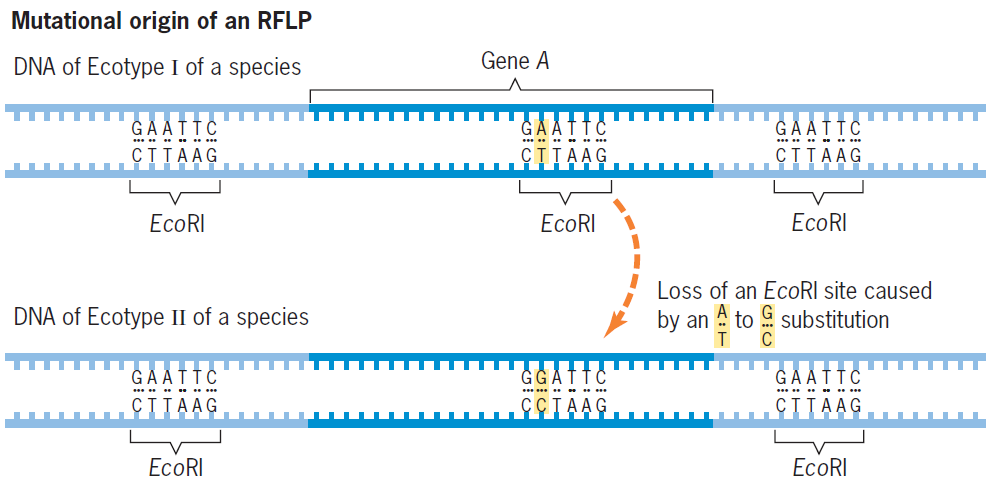 Mutational origin of an RFLP
DNA of Ecotype I of a species
Gene A
GAATTC GAATTC GAATTC
CTTAAG CTTAAG CTTAAG
EcoRI EcoRI EcoRI
Loss of an EcoRI site caused
by an A to G substitution
T C
DNA of Ecotype II of a species
GAATTC GGATTC GAATTC
CTTAAG CCTAAG CTTAAG
EcoRI EcoRI